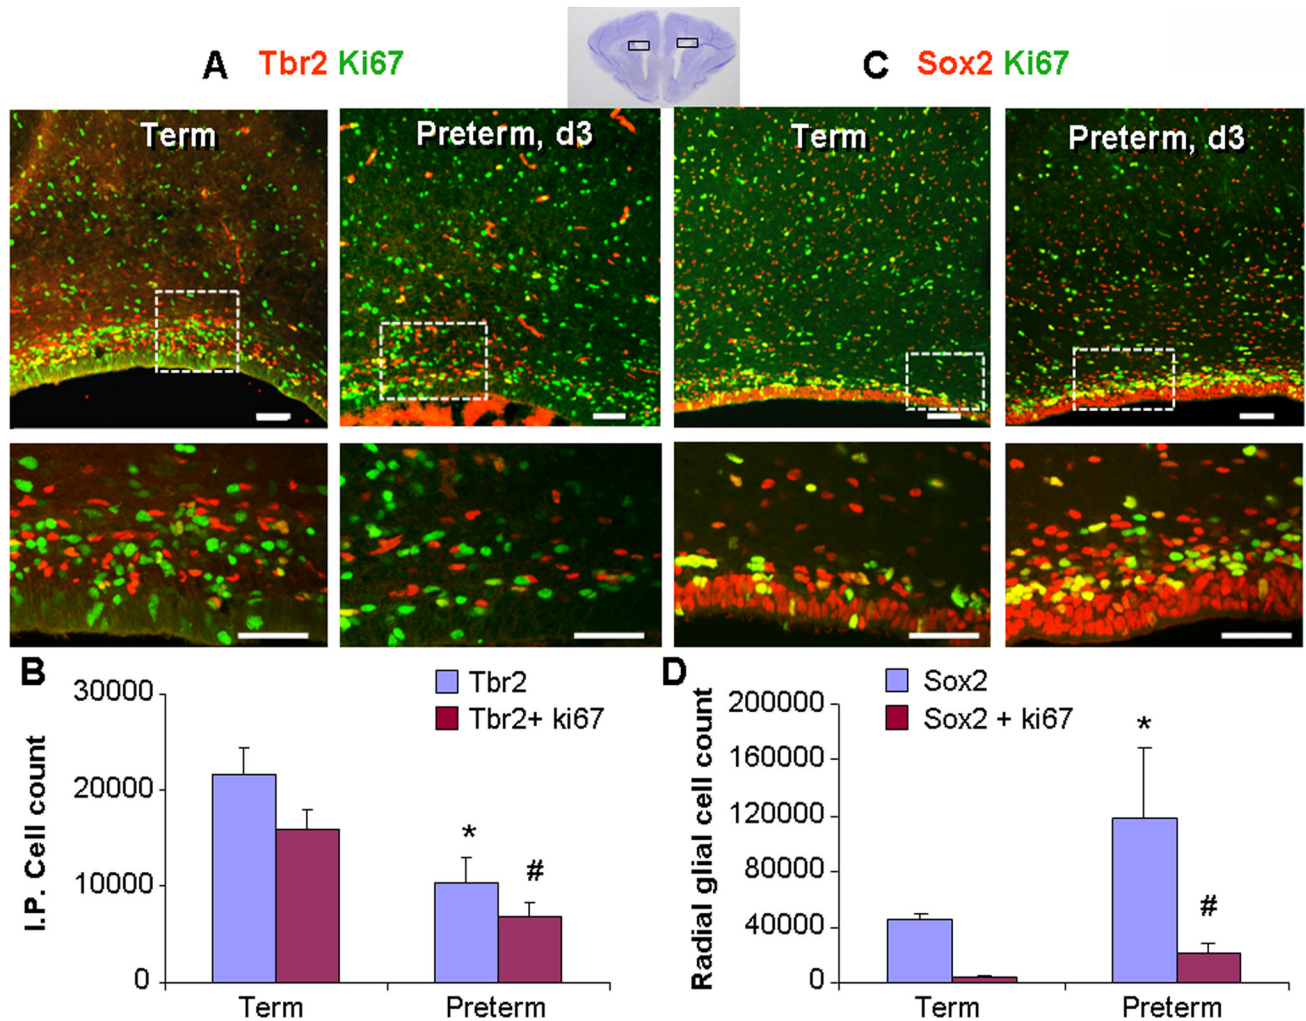 A Tbr2 Ki67
C Sox2 Ki67
Term
Preterm, d3
Term
Preterm, d3
B
I.P. Cell count
30000
20000
10000
0
Tbr2
Tbr2+ ki67
*
#
Term
Preterm
D
Radial glial cell count
200000
160000
120000
80000
40000
0
Sox2
Sox2 + ki67
*
#
Term
Preterm